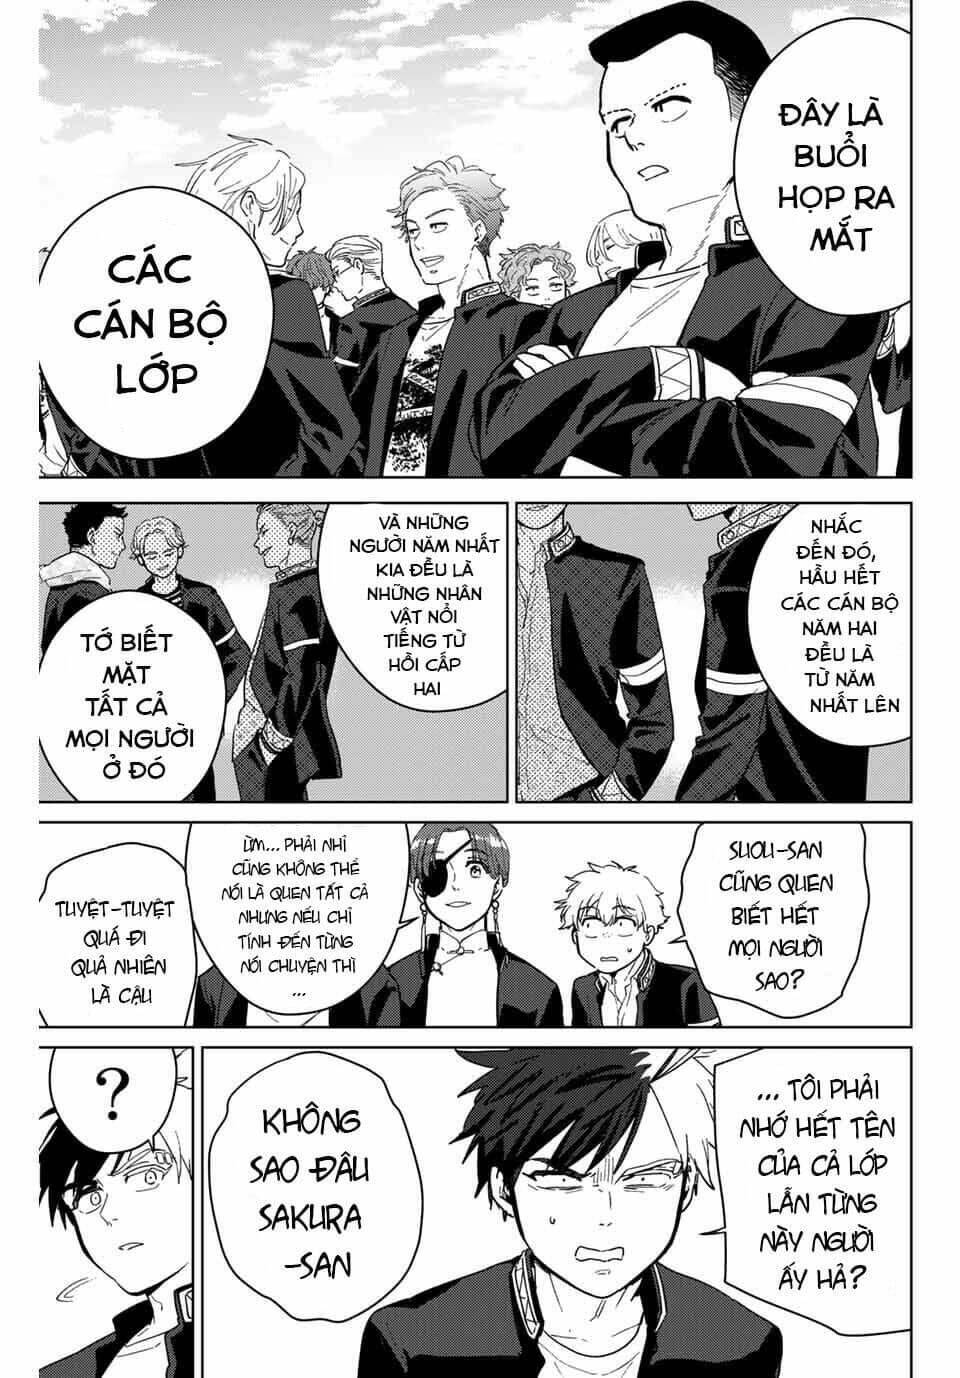 ĐÂY LÀ
BUỔI
HỌP RA
MẮT
CÁC
CÁN BỘ
LỚP
NHẮC
ĐẾN ĐÓ,
HẦU HẾT
CÁC CÁN BỘ
NĂM HAI
ĐỀU LÀ
TỪ NĂM
NHẤT LÊN
VÀ NHỮNG
NGƯỜI NĂM NHẤT
KIA ĐỀU LÀ
NHỮNG NHÂN
VẬT NỔI
TIẾNG TỪ
HỒI CẤP
HAI
TỚ BIẾT
MẶT
TẤT CẢ
MỌI NGƯỜI
Ở ĐÓ
SUOU-SAN
CŨNG QUEN
BIẾT HẾT
MỌI NGƯỜI
SAO?
ỪM... PHẢI NHỈ
CŨNG KHÔNG THỂ
NÓI LÀ QUEN TẤT CẢ
NHƯNG NẾU CHỈ
TÍNH ĐẾN TỪNG
NÓI CHUYỆN THÌ
...
TUYỆT-TUYỆT
QUÁ ĐI
QUẢ NHIÊN
LÀ CẬU
... TÔI PHẢI
NHỚ HẾT TÊN
CỦA CẢ LỚP
LẪN TỪNG
NÀY NGƯỜI
ẤY HẢ?
KHÔNG
SAO ĐÂU
SAKURA
-SAN
?